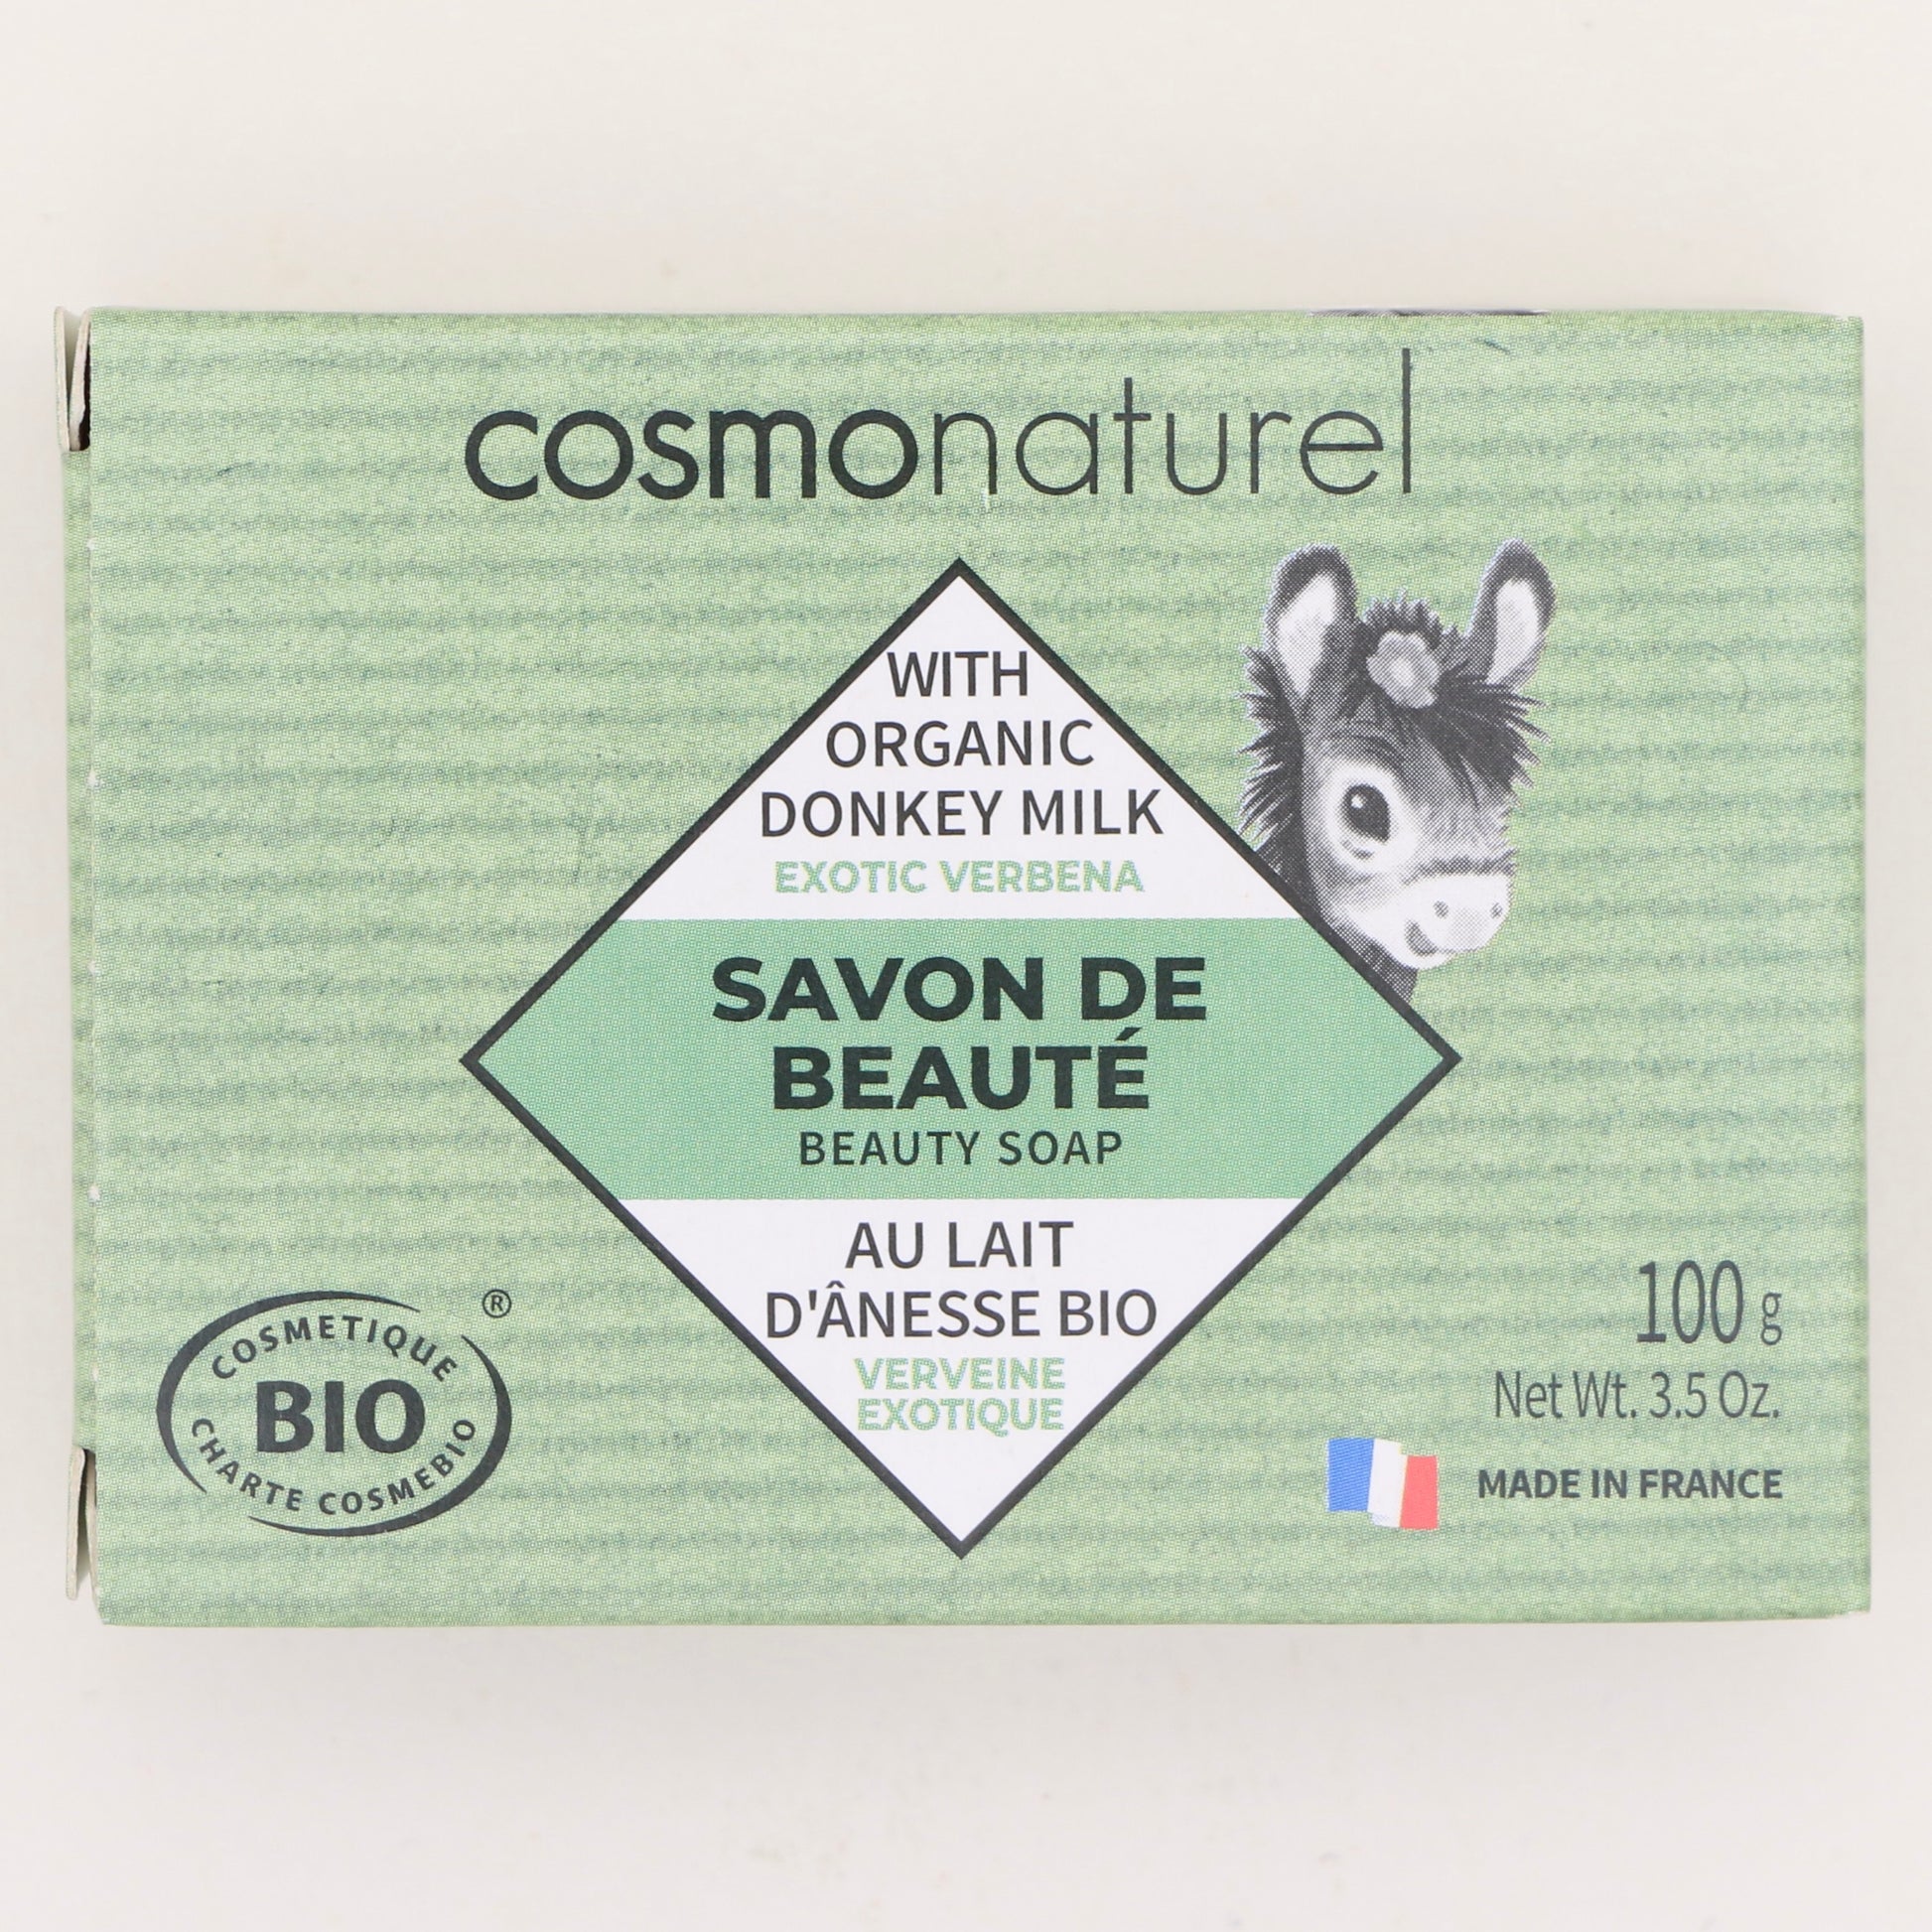 cosmonaturel
WITH
ORGANIC
DONKEY MILK
EXOTIC VERBENA
SAVON DE
BEAUTÉ
BEAUTY SOAP
AU LAIT
D'ÂNESSE BIO
VERVEINE
EXOTIQUE
COSMETIQUE
BIO
CHARTE COSMEBIO
®
100 g
Net Wt. 3.5 Oz.
MADE IN FRANCE